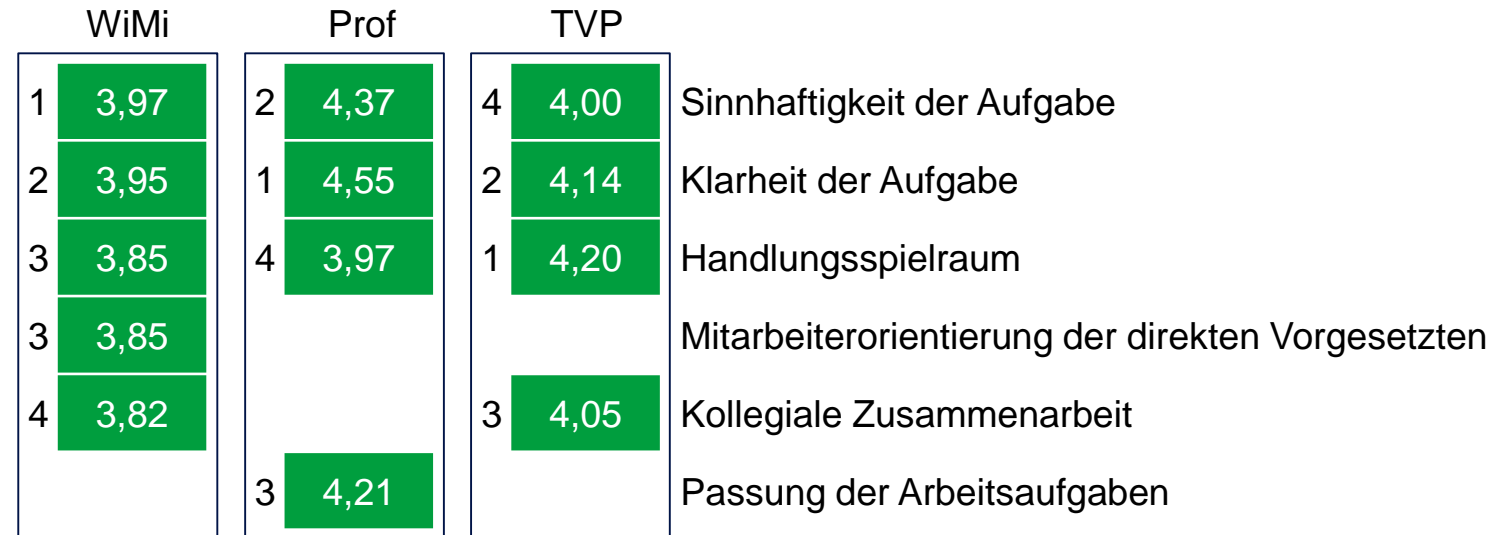 WiMi Prof TVP
1 3,97 2 4,37 4 4,00 Sinnhaftigkeit der Aufgabe
2 3,95 1 4,55 2 4,14 Klarheit der Aufgabe
3 3,85 4 3,97 1 4,20 Handlungsspielraum
3 3,85 Mitarbeiterorientierung der direkten Vorgesetzten
4 3,82 3 4,05 Kollegiale Zusammenarbeit
3 4,21 Passung der Arbeitsaufgaben